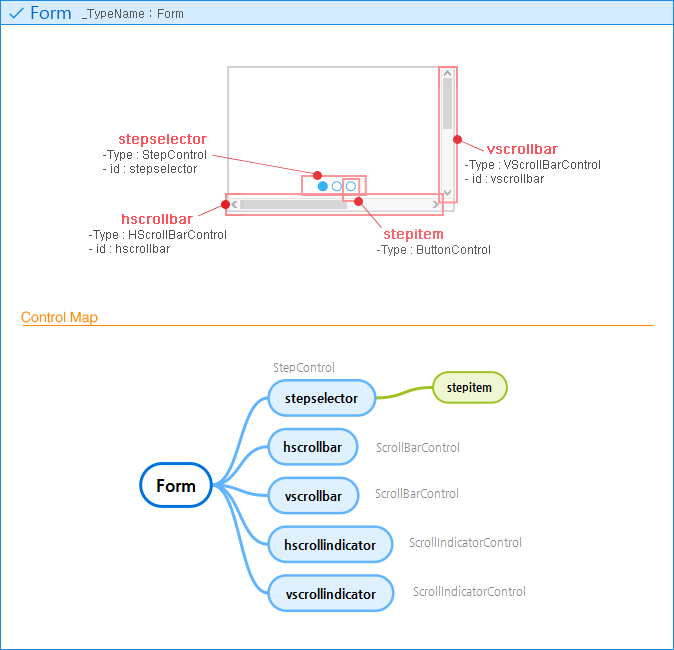 Form _TypeName : Form
stepselector
-Type : StepControl
- id : stepselector
vscrollbar
-Type : VScrollBarControl
- id : vscrollbar
hscrollbar
-Type : HScrollBarControl
- id : hscrollbar
stepitem
-Type : ButtonControl
Control Map
StepControl
stepselector
stepitem
hscrollbar
ScrollBarControl
Form
vscrollbar
ScrollBarControl
hscrollindicator
ScrollIndicatorControl
vscrollindicator
ScrollIndicatorControl